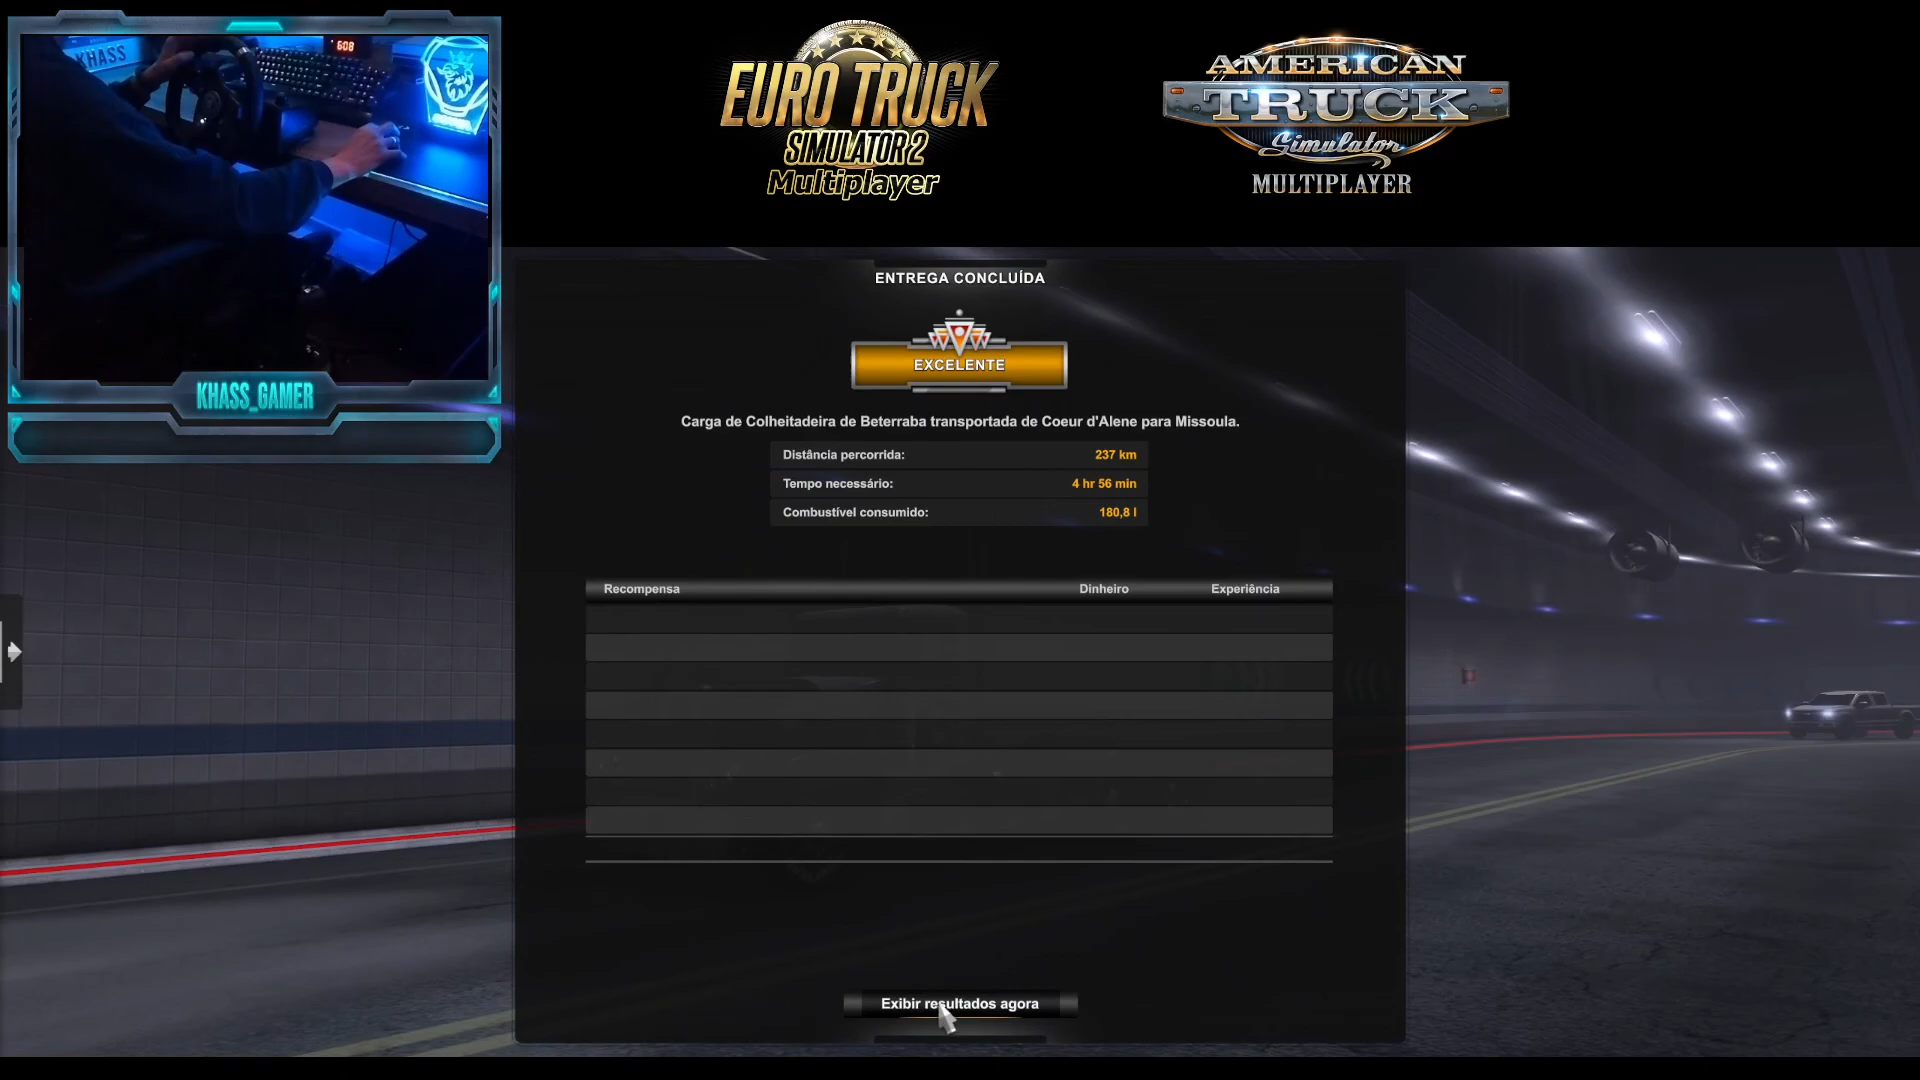 KHASS
608
KHASS_GAMER
EURO TRUCK
SIMULATOR 2
Multiplayer
AMERICAN
TRUCK
Simulator
MULTIPLAYER
ENTREGA CONCLUÍDA
EXCELENTE
Carga de Colheitadeira de Beterraba transportada de Coeur d'Alene para Missoula.
Distância percorrida: 237 km
Tempo necessário: 4 hr 56 min
Combustível consumido: 180,8 l
Recompensa Dinheiro Experiência
Exibir resultados agora